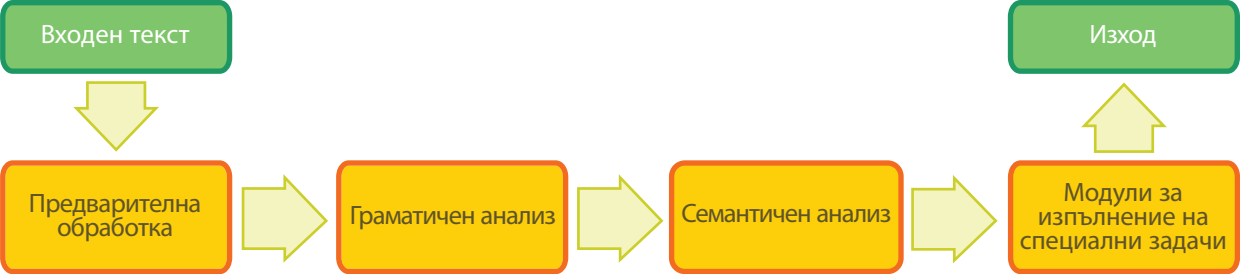 Входен текст
Изход
Предварителна
обработка
Граматичен анализ
Семантичен анализ
Модули за
изпълнение на
специални задачи